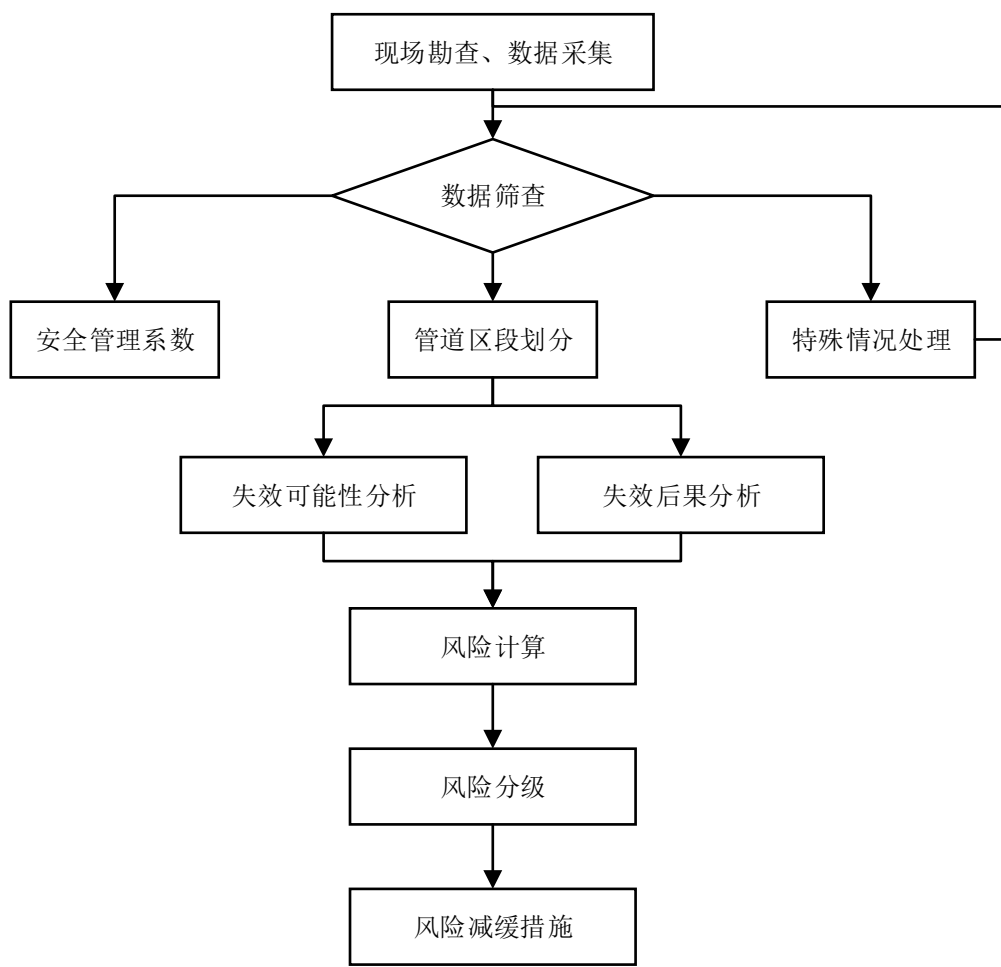 现场勘查、数据采集
数据筛查
安全管理系数
管道区段划分
特殊情况处理
失效可能性分析
失效后果分析
风险计算
风险分级
风险减缓措施